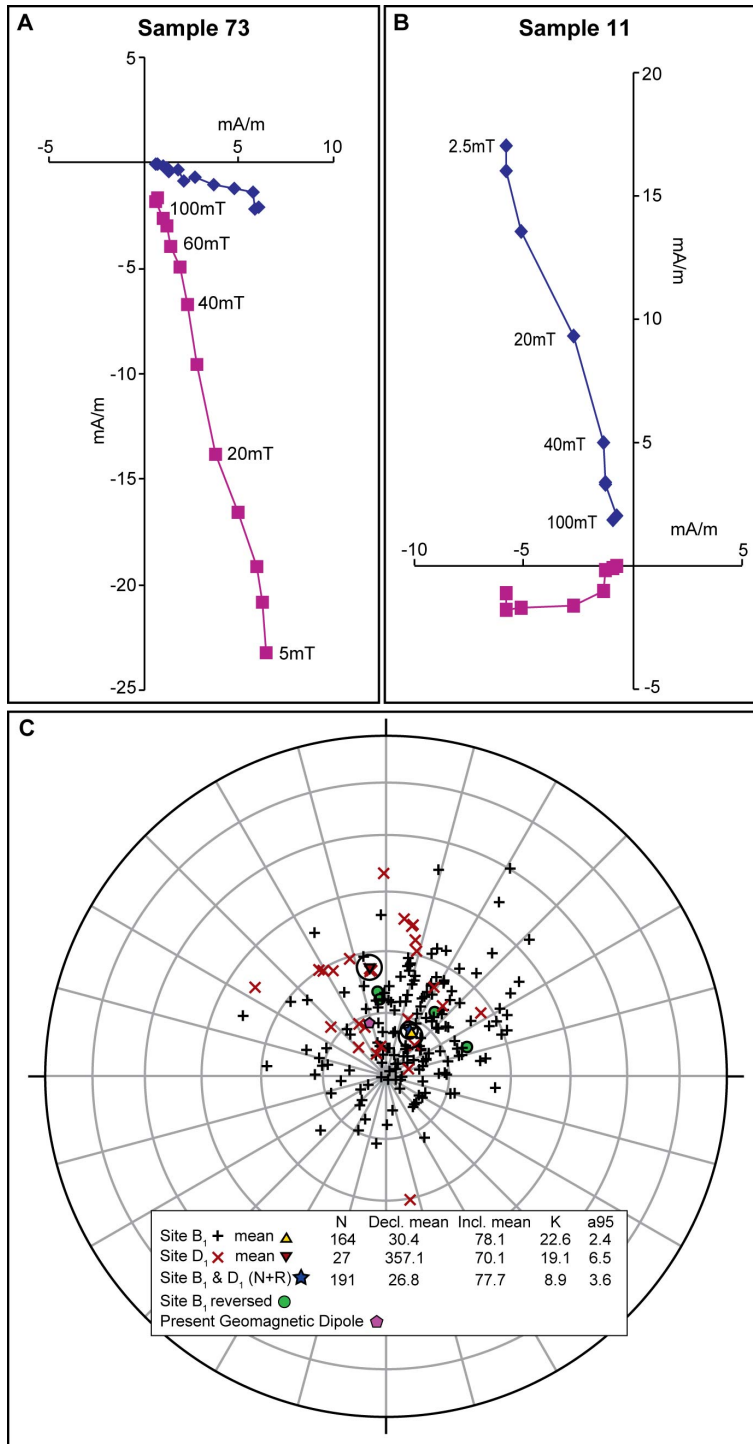 A
Sample 73
5
mA/m
-5
5
10
100mT
60mT
-5
40mT
-10
mA/m
20mT
-15
-20
5mT
-25
B
Sample 11
20
2.5mT
15
mA/m
20mT
10
40mT
5
100mT
mA/m
-10
-5
5
-5
C
N Decl. mean Incl. mean K a95
Site B1 + mean 164 30.4 78.1 22.6 2.4
Site D1 × mean 27 357.1 70.1 19.1 6.5
Site B1 & D1 (N+R) 191 26.8 77.7 8.9 3.6
Site B1 reversed
Present Geomagnetic Dipole